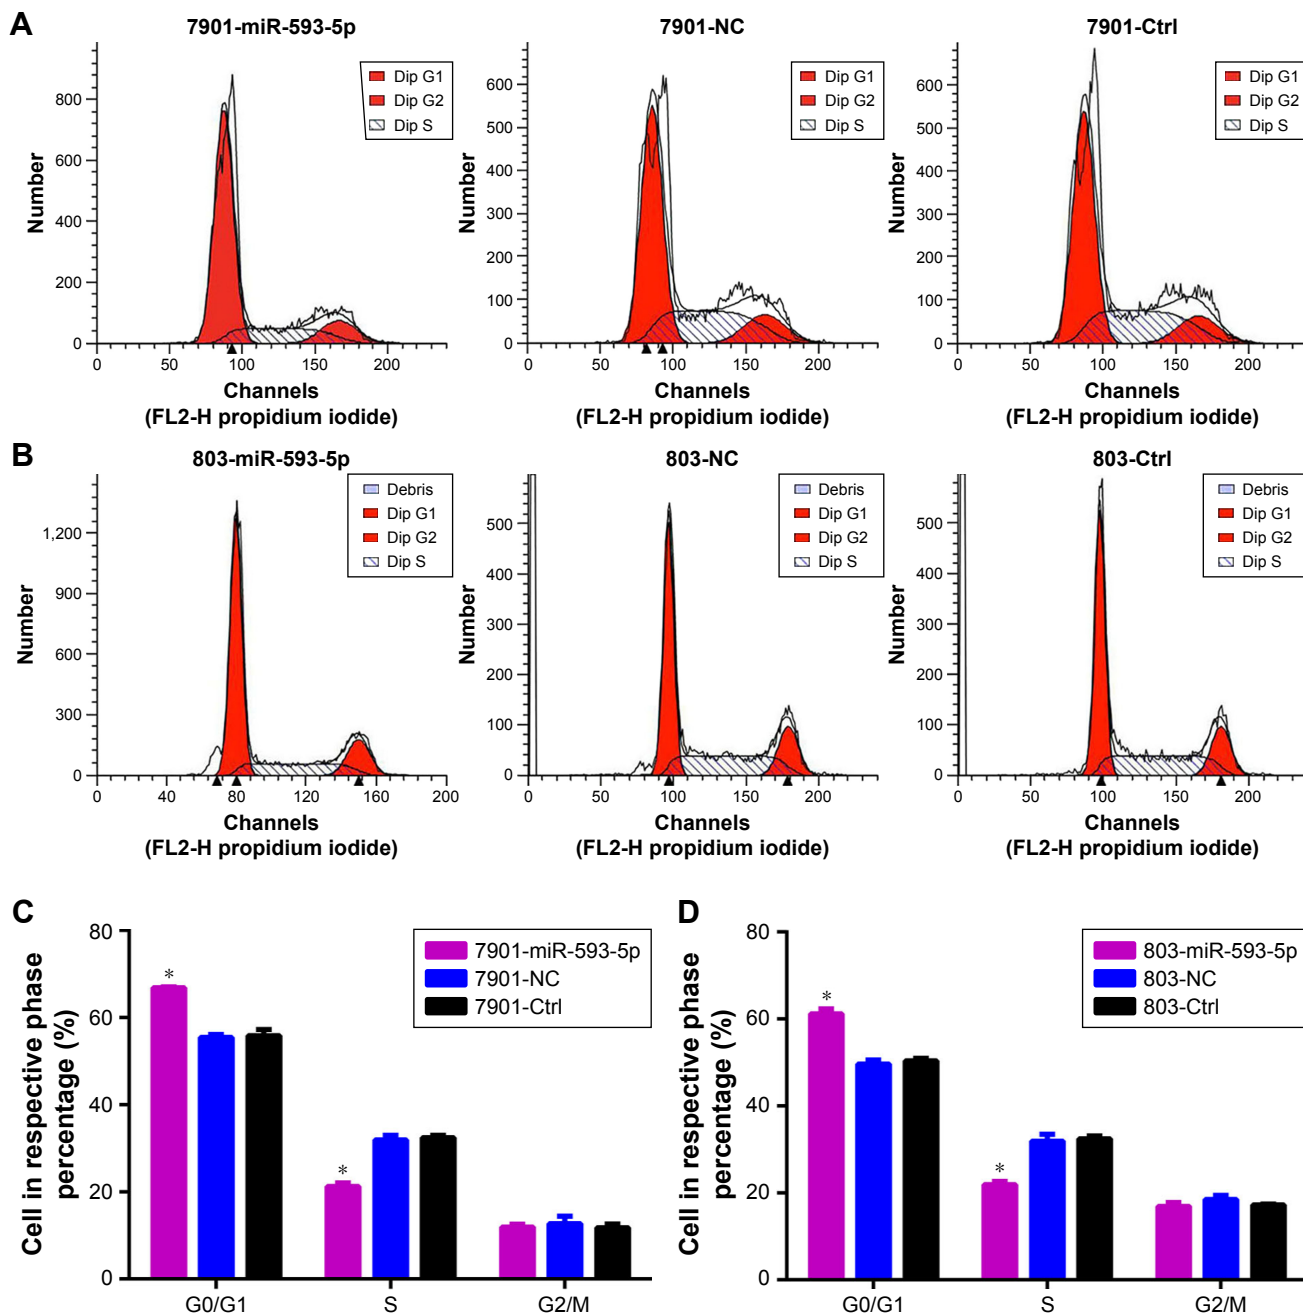 A
7901-miR-593-5p
7901-NC
7901-Ctrl
Number
800
600
400
200
0
Dip G1
Dip G2
Dip S
0 50 100 150 200
Channels
(FL2-H propidium iodide)
Number
600
500
400
300
200
100
0
Dip G1
Dip G2
Dip S
0 50 100 150 200
Channels
(FL2-H propidium iodide)
Number
600
500
400
300
200
100
0
Dip G1
Dip G2
Dip S
0 50 100 150 200
Channels
(FL2-H propidium iodide)
B
803-miR-593-5p
803-NC
803-Ctrl
Number
1,200
900
600
300
0
Debris
Dip G1
Dip G2
Dip S
0 40 80 120 160 200
Channels
(FL2-H propidium iodide)
Number
500
400
300
200
100
0
Debris
Dip G1
Dip G2
Dip S
0 50 100 150 200
Channels
(FL2-H propidium iodide)
Number
500
400
300
200
100
0
Debris
Dip G1
Dip G2
Dip S
0 50 100 150 200
Channels
(FL2-H propidium iodide)
C
Cell in respective phase
percentage (%)
80
60
40
20
0
7901-miR-593-5p
7901-NC
7901-Ctrl
*
*
G0/G1 S G2/M
D
Cell in respective phase
percentage (%)
80
60
40
20
0
803-miR-593-5p
803-NC
803-Ctrl
*
*
G0/G1 S G2/M